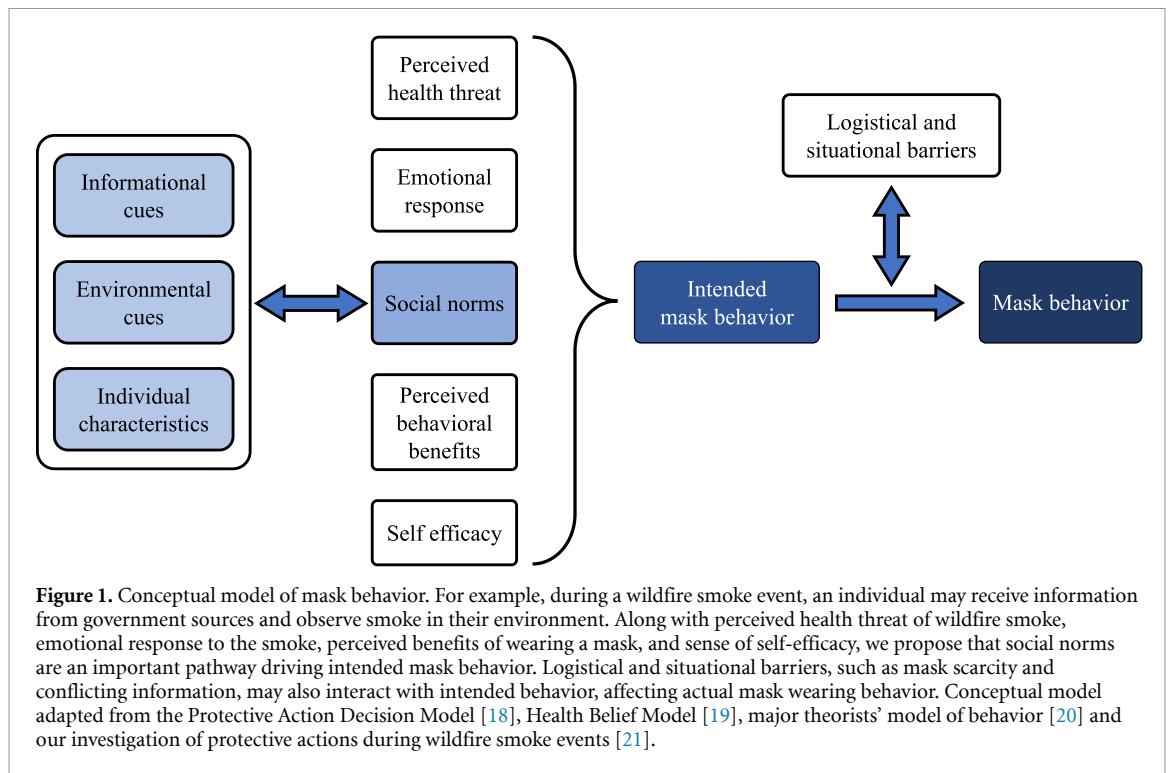 Perceived
health threat
Informational
cues
Environmental
cues
Individual
characteristics
Emotional
response
Social norms
Perceived
behavioral
benefits
Self efficacy
Intended
mask behavior
Logistical and
situational barriers
Mask behavior
Figure 1. Conceptual model of mask behavior. For example, during a wildfire smoke event, an individual may receive information
from government sources and observe smoke in their environment. Along with perceived health threat of wildfire smoke,
emotional response to the smoke, perceived benefits of wearing a mask, and sense of self-efficacy, we propose that social norms
are an important pathway driving intended mask behavior. Logistical and situational barriers, such as mask scarcity and
conflicting information, may also interact with intended behavior, affecting actual mask wearing behavior. Conceptual model
adapted from the Protective Action Decision Model [18], Health Belief Model [19], major theorists’ model of behavior [20] and
our investigation of protective actions during wildfire smoke events [21].